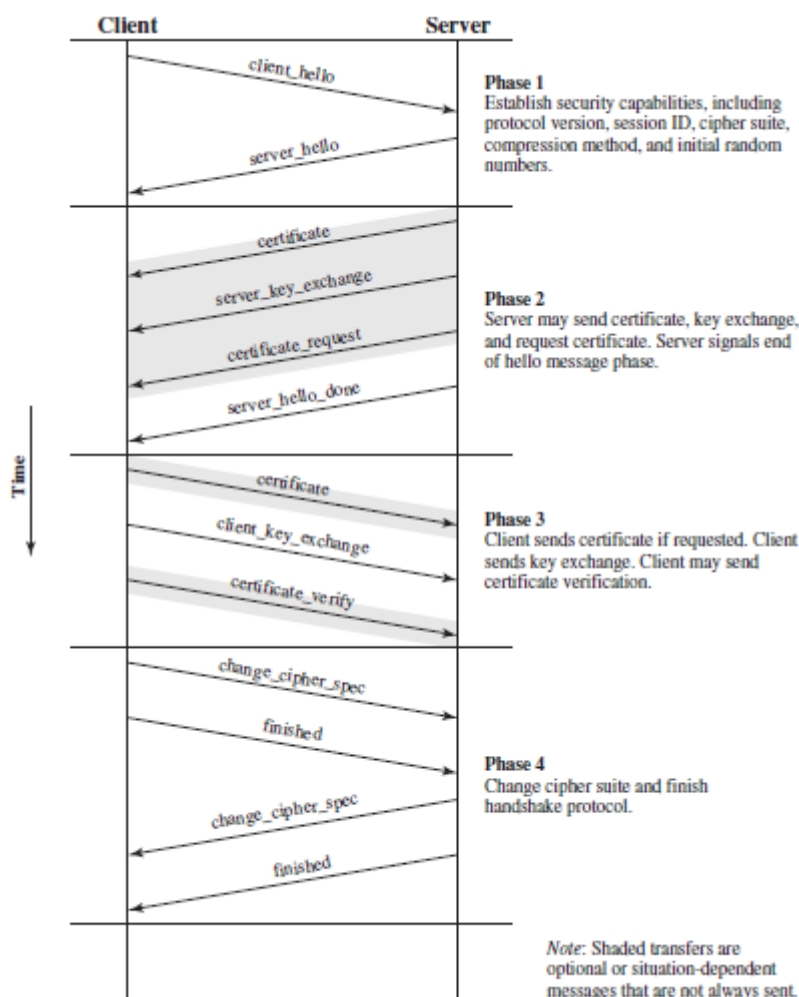 Client
Server
client_hello
Phase 1
Establish security capabilities, including
protocol version, session ID, cipher suite,
compression method, and initial random
numbers.
server_hello
certificate
server_key_exchange
Phase 2
Server may send certificate, key exchange,
and request certificate. Server signals end
of hello message phase.
certificate_request
server_hello_done
Time
certificate
client_key_exchange
Phase 3
Client sends certificate if requested. Client
sends key exchange. Client may send
certificate verification.
certificate_verify
change_cipher_spec
finished
Phase 4
Change cipher suite and finish
handshake protocol.
change_cipher_spec
finished
Note: Shaded transfers are
optional or situation-dependent
messages that are not always sent.